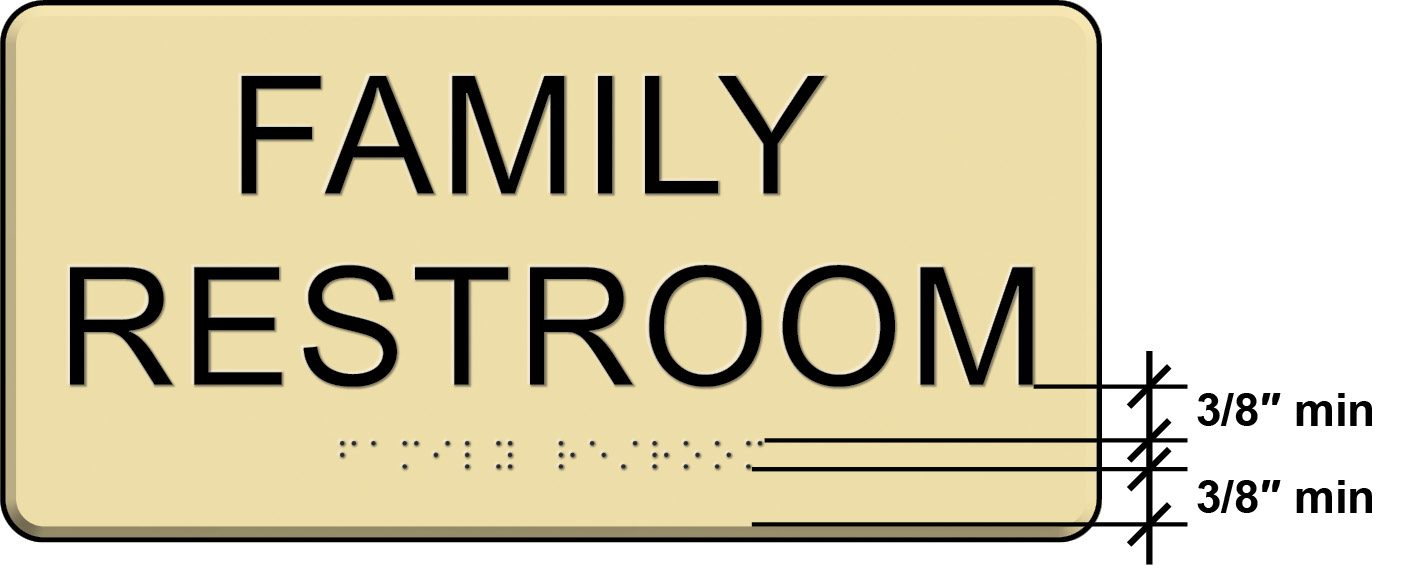 FAMILY
RESTROOM
⠋⠁⠍⠊⠇⠽ ⠗⠑⠌⠗⠕⠕⠍
3/8″ min
3/8″ min